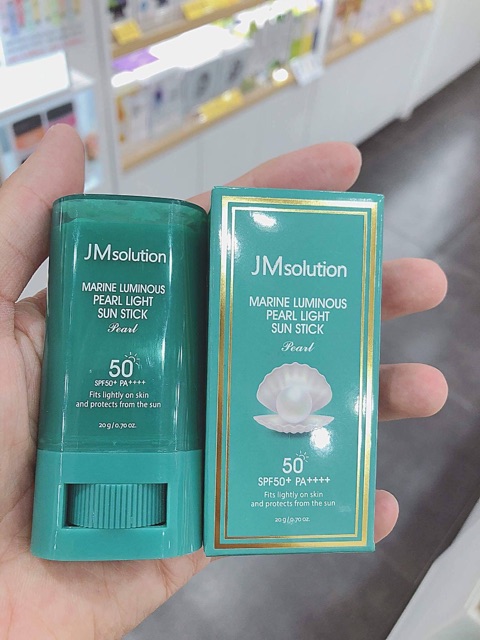 JMsolution
MARINE LUMINOUS
PEARL LIGHT
SUN STICK
Pearl
50
SPF50+ PA++++
Fits lightly on skin
and protects from the sun
20 g / 0.70 oz.
JMsolution
MARINE LUMINOUS
PEARL LIGHT
SUN STICK
Pearl
50
SPF50+ PA++++
Fits lightly on skin
and protects from the sun
20 g / 0.70 oz.